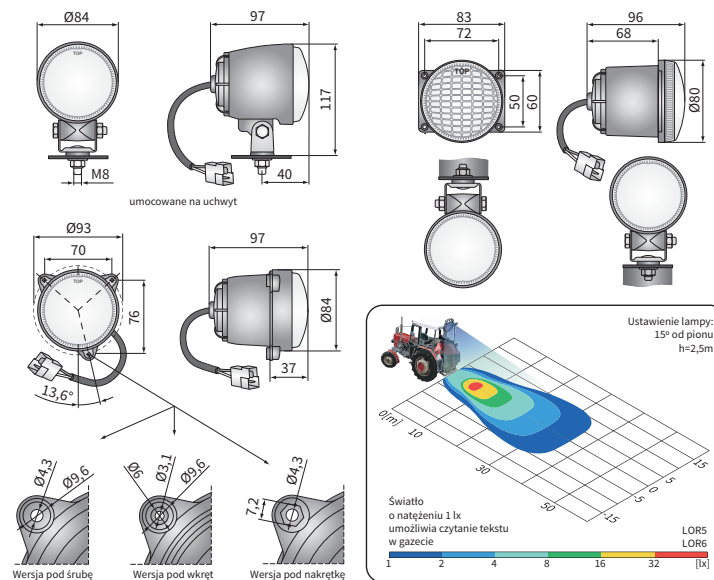 Ø84
97
TOP
117
M8
40
umocowane na uchwyt
83
72
TOP
50
60
96
68
Ø80
Ø93
70
TOP
76
13,6°
97
Ø84
37
Ø4,3
Ø9,6
Wersja pod śrubę
Ø6
Ø3,1
Ø9,6
Wersja pod wkręt
Ø4,3
7,2
Wersja pod nakrętkę
Ustawienie lampy:
15º od pionu
h=2,5m
0[m]
10
30
50
-15
-5
0
5
15
Światło
o natężeniu 1 lx
umożliwia czytanie tekstu
w gazecie
LOR5
LOR6
1 2 4 8 16 32 [lx]